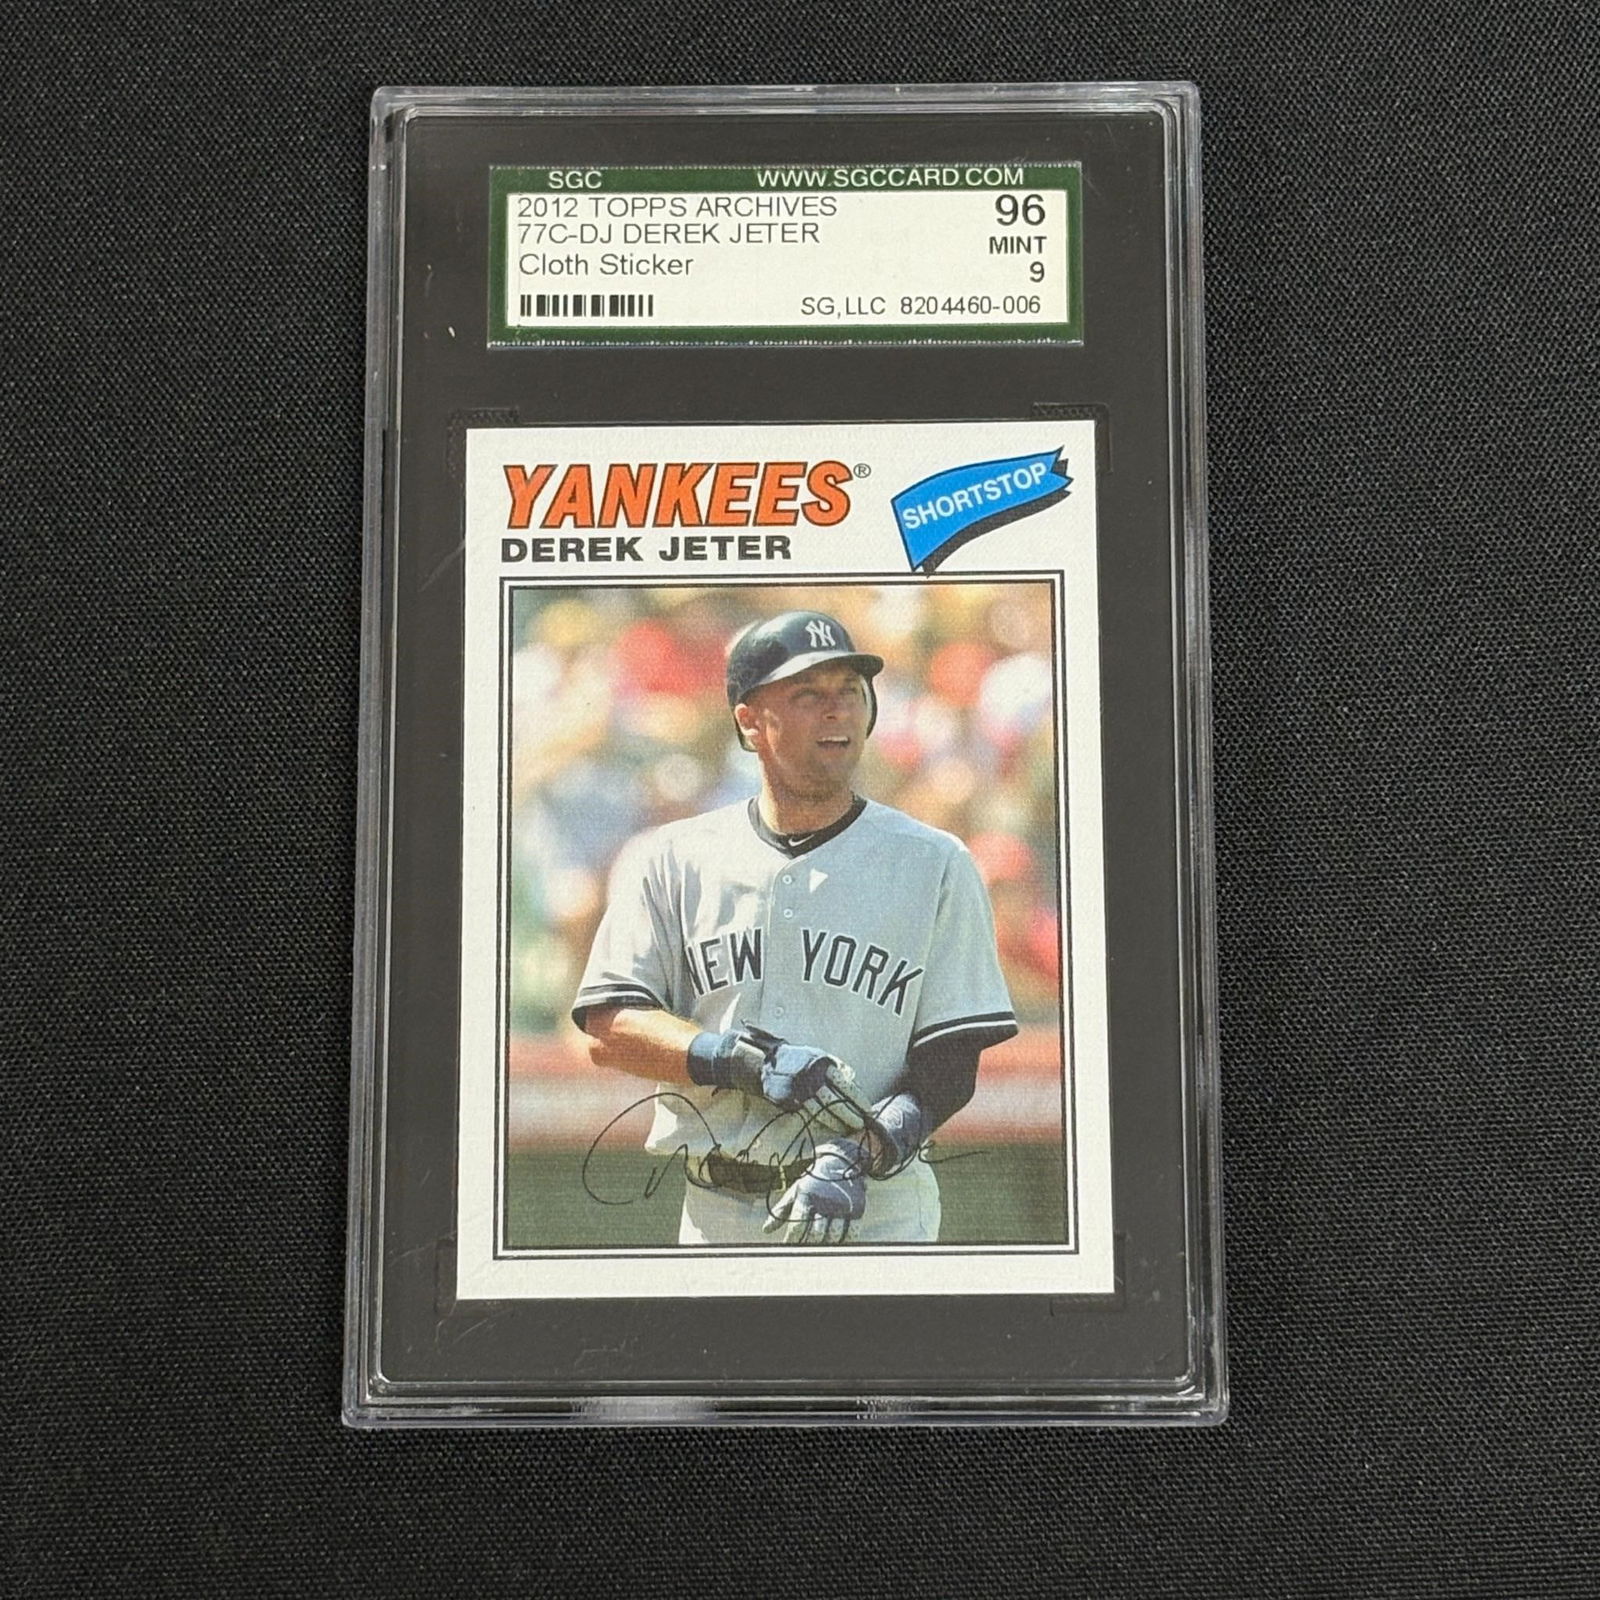 SGC WWW.SGCCARD.COM
2012 TOPPS ARCHIVES 96
77C-DJ DEREK JETER MINT
Cloth Sticker 9
SG,LLC 8204460-006
YANKEES®
SHORTSTOP
DEREK JETER
NY
NEW YORK